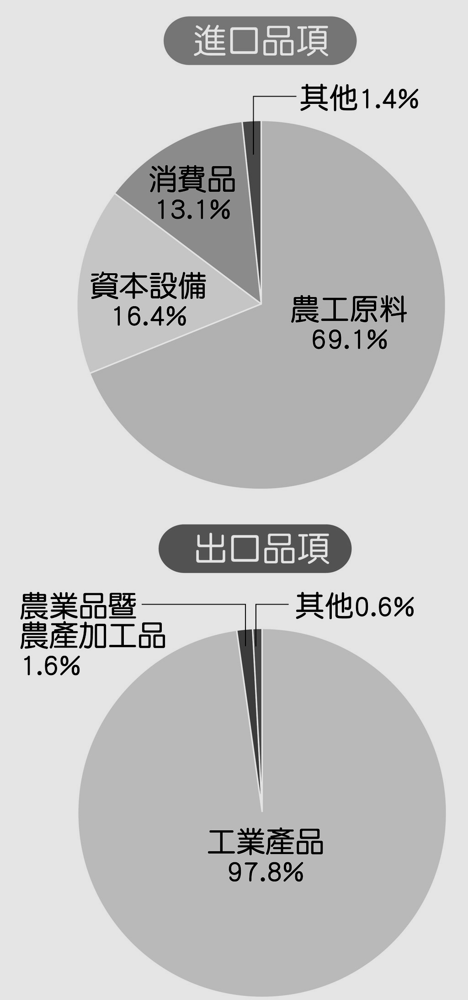 進口品項
其他1.4%
消費品
13.1%
資本設備
16.4%
農工原料
69.1%
出口品項
農業品暨
農產加工品
1.6%
其他0.6%
工業產品
97.8%